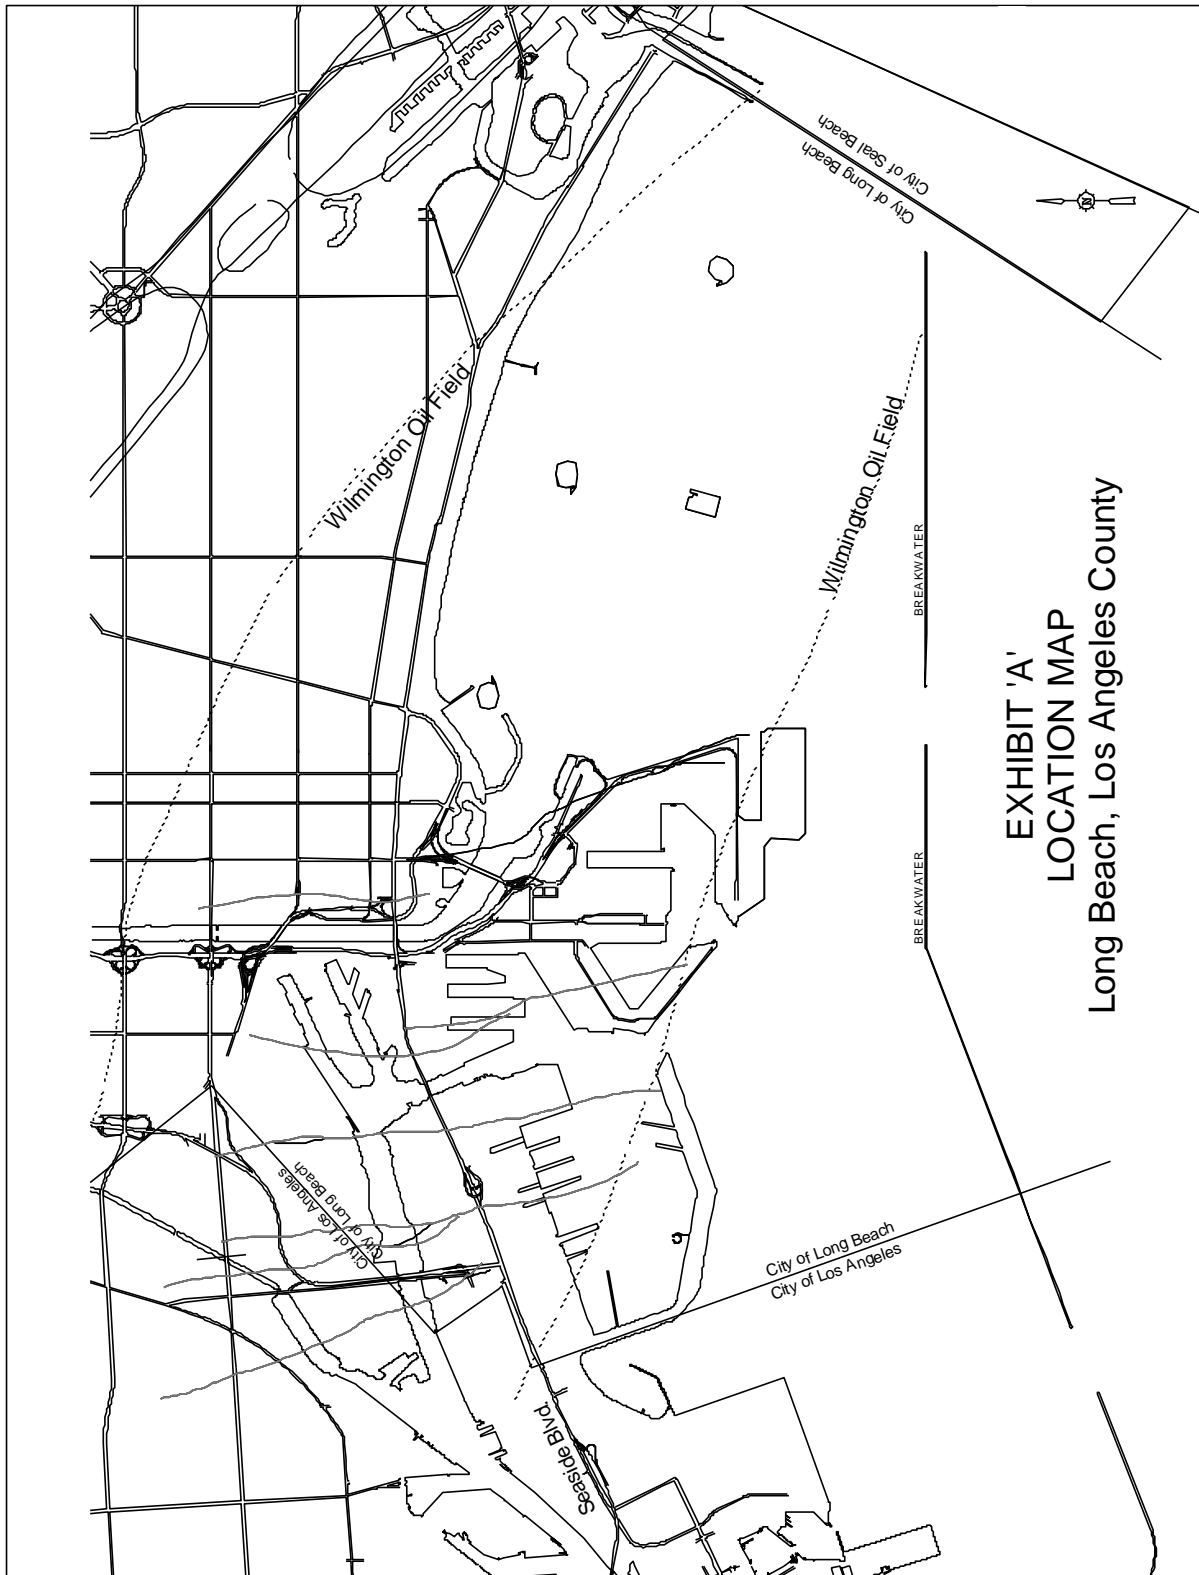 City of Seal Beach
City of Long Beach
N
Wilmington Oil Field
Wilmington Oil Field
BREAKWATER
BREAKWATER
City of Los Angeles
City of Long Beach
City of Long Beach
City of Los Angeles
Seaside Blvd.
EXHIBIT 'A'
LOCATION MAP
Long Beach, Los Angeles County